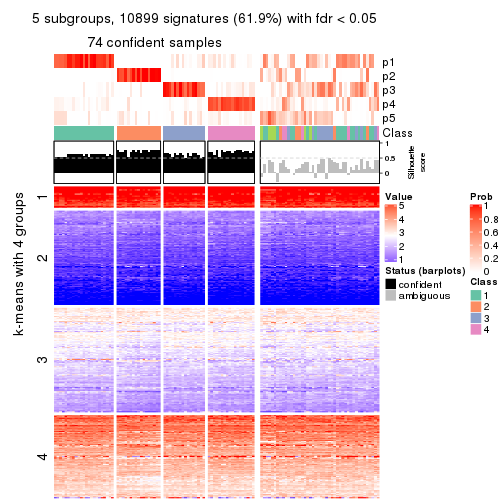 5 subgroups, 10899 signatures (61.9%) with fdr < 0.05
74 confident samples
p1
p2
p3
p4
p5
Class
1
0.5
0
Silhouette
score
k-means with 4 groups
1
2
3
4
Value
5
4
3
2
1
Status (barplots)
confident
ambiguous
Prob
1
0.8
0.6
0.4
0.2
0
Class
1
2
3
4